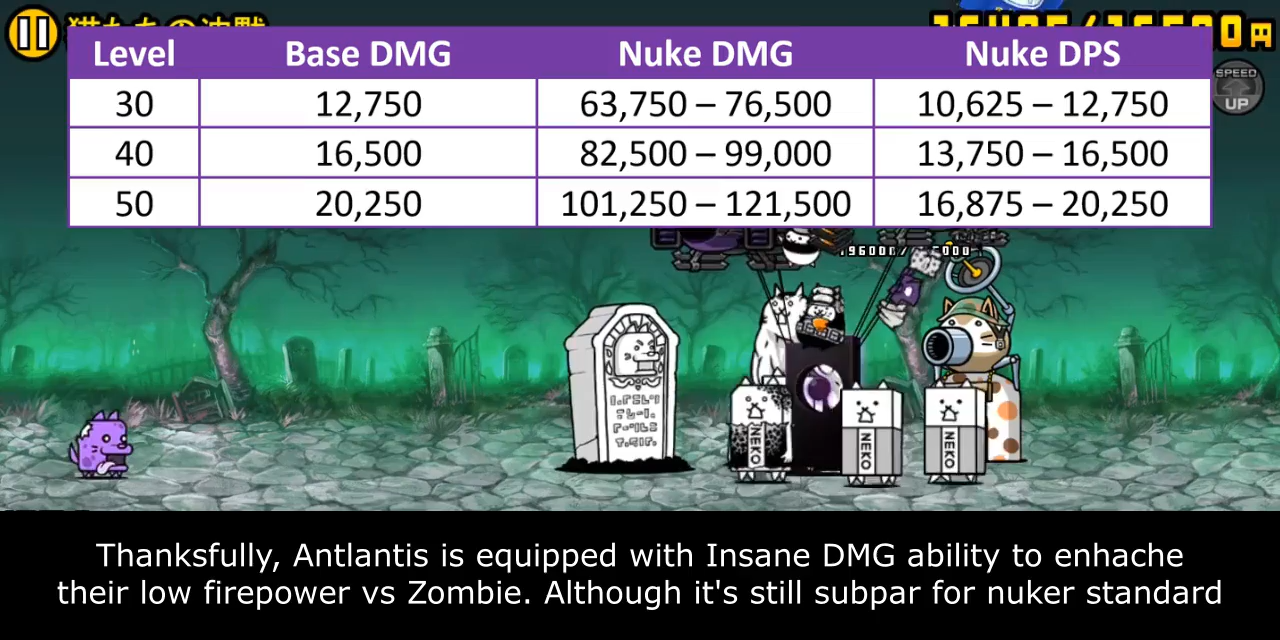 Level Base DMG Nuke DMG Nuke DPS
30 12,750 63,750 – 76,500 10,625 – 12,750
40 16,500 82,500 – 99,000 13,750 – 16,500
50 20,250 101,250 – 121,500 16,875 – 20,250
SPEED
UP
NEKO
NEKO
NEKO
Thanksfully, Antlantis is equipped with Insane DMG ability to enhache
their low firepower vs Zombie. Although it's still subpar for nuker standard